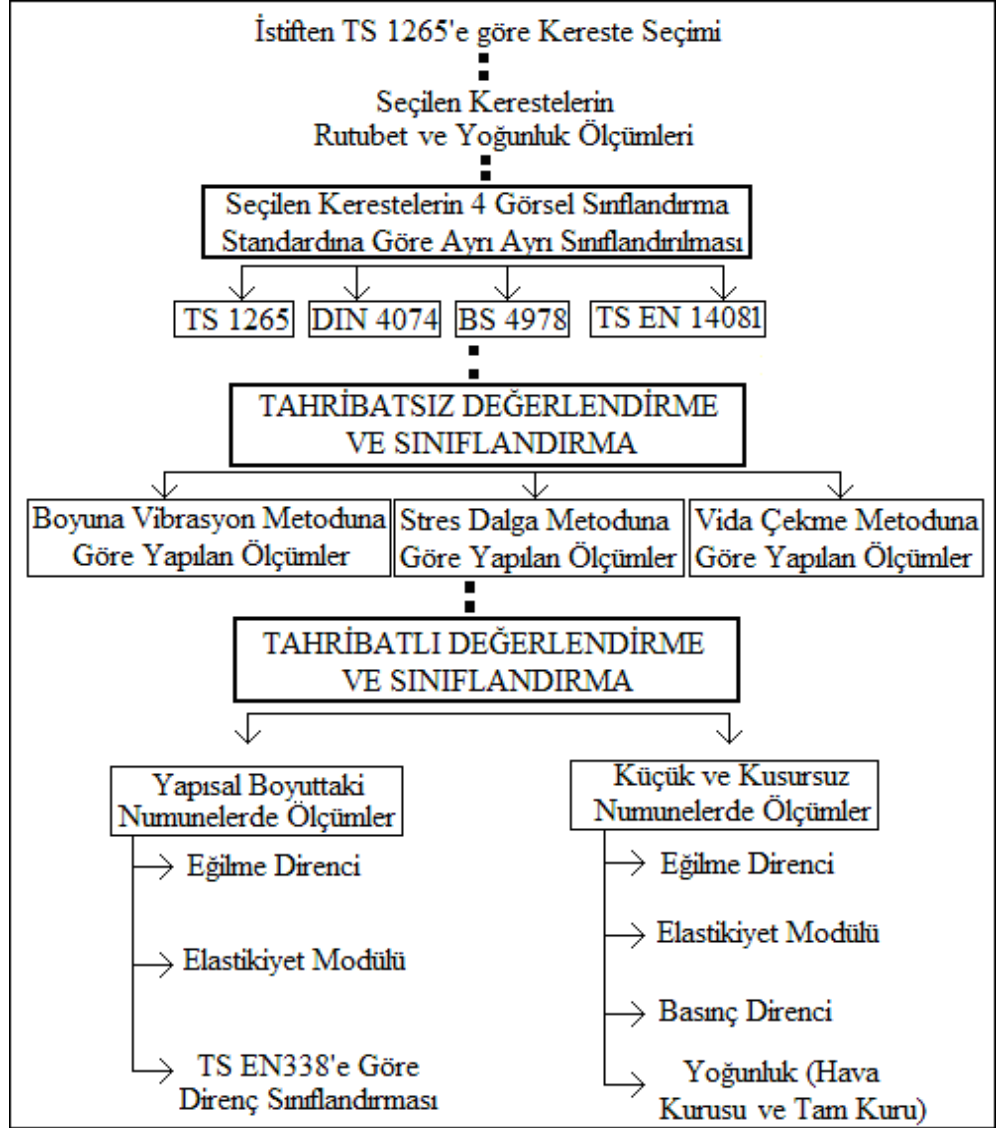 İstiften TS 1265'e göre Kereste Seçimi
Seçilen Kerestelerin
Rutubet ve Yoğunluk Ölçümleri
Seçilen Kerestelerin 4 Görsel Sınflandırma
Standardına Göre Ayrı Ayrı Sınıflandırılması
TS 1265
DIN 4074
BS 4978
TS EN 14081
TAHRİBATSIZ DEĞERLENDİRME
VE SINIFLANDIRMA
Boyuna Vibrasyon Metoduna
Göre Yapılan Ölçümler
Stres Dalga Metoduna
Göre Yapılan Ölçümler
Vida Çekme Metoduna
Göre Yapılan Ölçümler
TAHRİBATLI DEĞERLENDİRME
VE SINIFLANDIRMA
Yapısal Boyuttaki
Numunelerde Ölçümler
Eğilme Direnci
Elastikiyet Modülü
TS EN338'e Göre
Direnç Sınıflandırması
Küçük ve Kusursuz
Numunelerde Ölçümler
Eğilme Direnci
Elastikiyet Modülü
Basınç Direnci
Yoğunluk (Hava
Kurusu ve Tam Kuru)